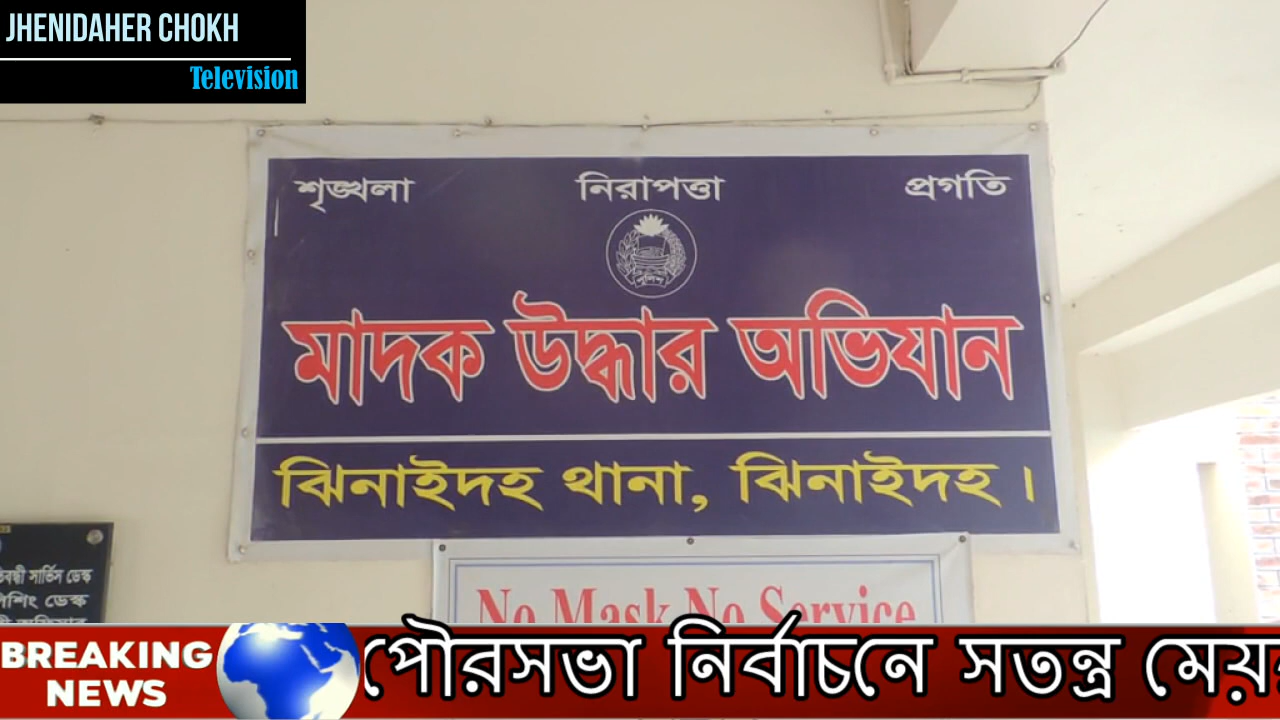 JHENIDAHER CHOKH
Television
শৃঙ্খলা নিরাপত্তা প্রগতি
পুলিশ
মাদক উদ্ধার অভিযান
ঝিনাইদহ থানা, ঝিনাইদহ ।
সার্ভিস ডেস্ক
ডেস্ক
No Mask No Service
BREAKING
NEWS
পৌরসভা নির্বাচনে সতন্ত্র মেয়র